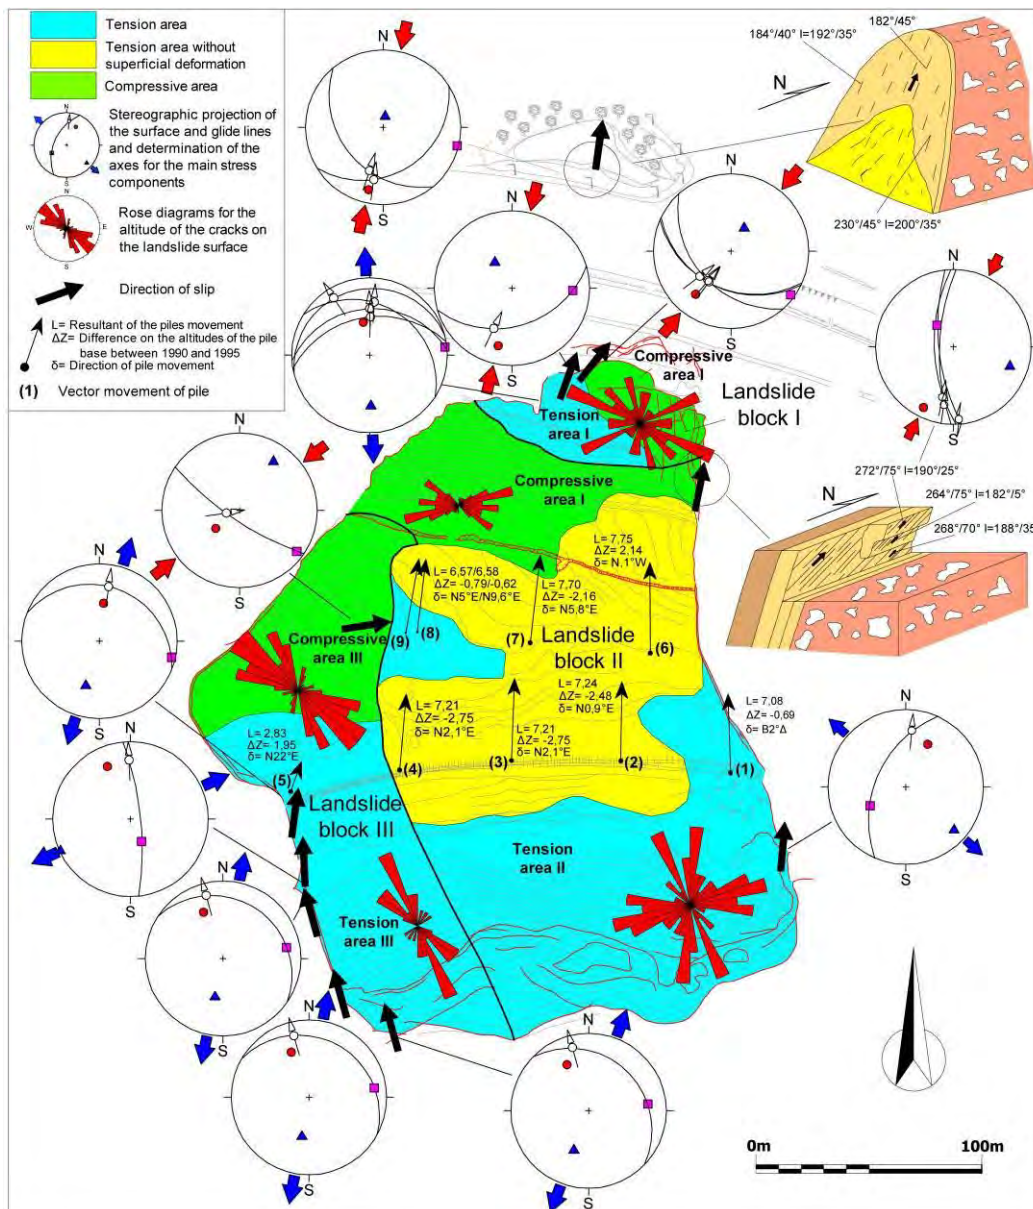 Tension area
Tension area without
superficial deformation
Compressive area
N
S
Stereographic projection
of the surface and glide lines
and determination of the
axes for the main stress
components
N
W
E
S
Rose diagrams for the
altitude of the cracks on
the landslide surface
Direction of slip
L= Resultant of the piles movement
ΔZ= Difference on the altitudes of the pile
base between 1990 and 1995
δ= Direction of pile movement
(1) Vector movement of pile
N
S
N
S
N
S
N
S
182°/45°
184°/40° l=192°/35°
N
230°/45° l=200°/35°
272°/75° l=190°/25°
264°/75° l=182°/5°
268°/70° l=188°/35°
N
Compressive
area I
Landslide
block I
Tension
area I
Compressive
area I
N
L= 7,75
ΔZ= 2,14
δ= N,1°W
L= 6,57/6,58
ΔZ= -0,79/-0,62
δ= N5°E/N9,6°E
L= 7,70
ΔZ= -2,16
δ= N5,8°E
(9)
(8)
(7)
(6)
Landslide
block II
Compressive
area III
L= 7,21
ΔZ= -2,75
δ= N2,1°E
L= 7,24
ΔZ= -2,48
δ= N0,9°E
L= 7,21
ΔZ= -2,75
δ= N2,1°E
L= 7,08
ΔZ= -0,69
δ= B2°Δ
L= 2,83
ΔZ= 1,95
δ= N22°E
(5)
(4)
(3)
(2)
(1)
Landslide
block III
Tension
area II
Tension
area III
N
S
N
S
N
S
N
S
N
S
N
S
0m
100m